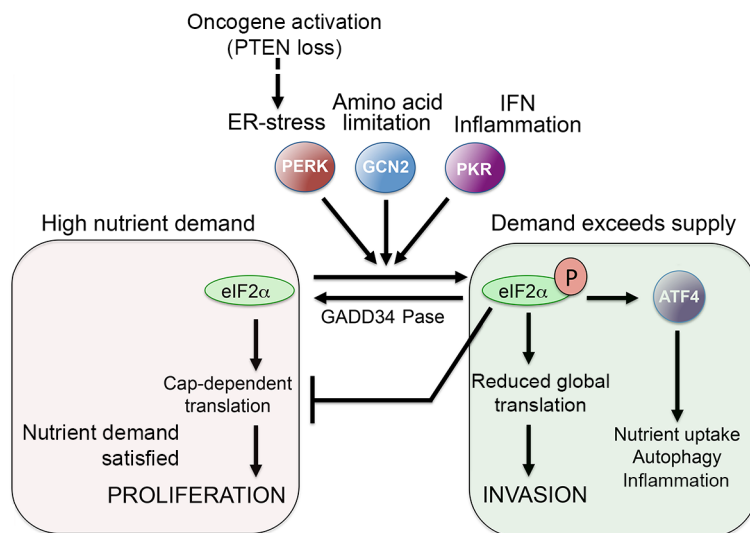 Oncogene activation
(PTEN loss)
ER-stress
Amino acid
limitation
IFN
Inflammation
PERK
GCN2
PKR
High nutrient demand
Demand exceeds supply
eIF2α
GADD34 Pase
eIF2α
P
ATF4
Cap-dependent
translation
Nutrient demand
satisfied
PROLIFERATION
Reduced global
translation
INVASION
Nutrient uptake
Autophagy
Inflammation